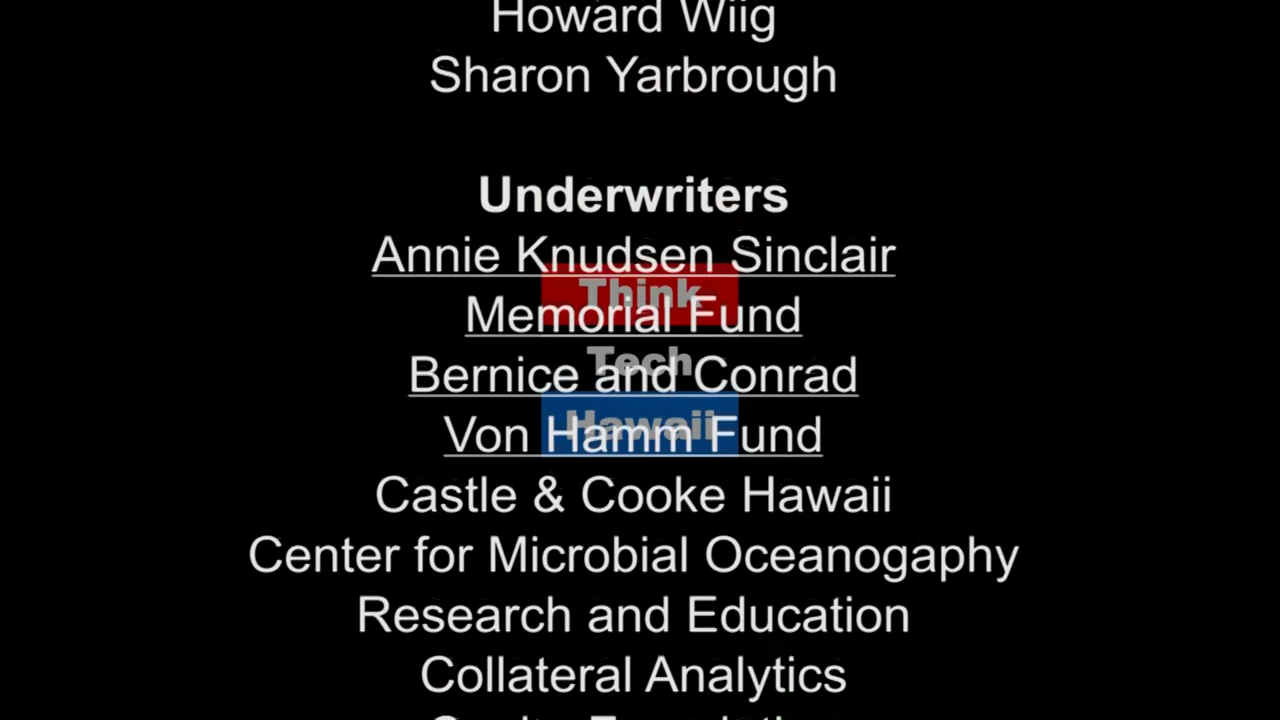 Howard Wiig
Sharon Yarbrough
Underwriters
Annie Knudsen Sinclair
Think
Memorial Fund
Tech
Bernice and Conrad
Hawaii
Von Hamm Fund
Castle & Cooke Hawaii
Center for Microbial Oceanogaphy
Research and Education
Collateral Analytics